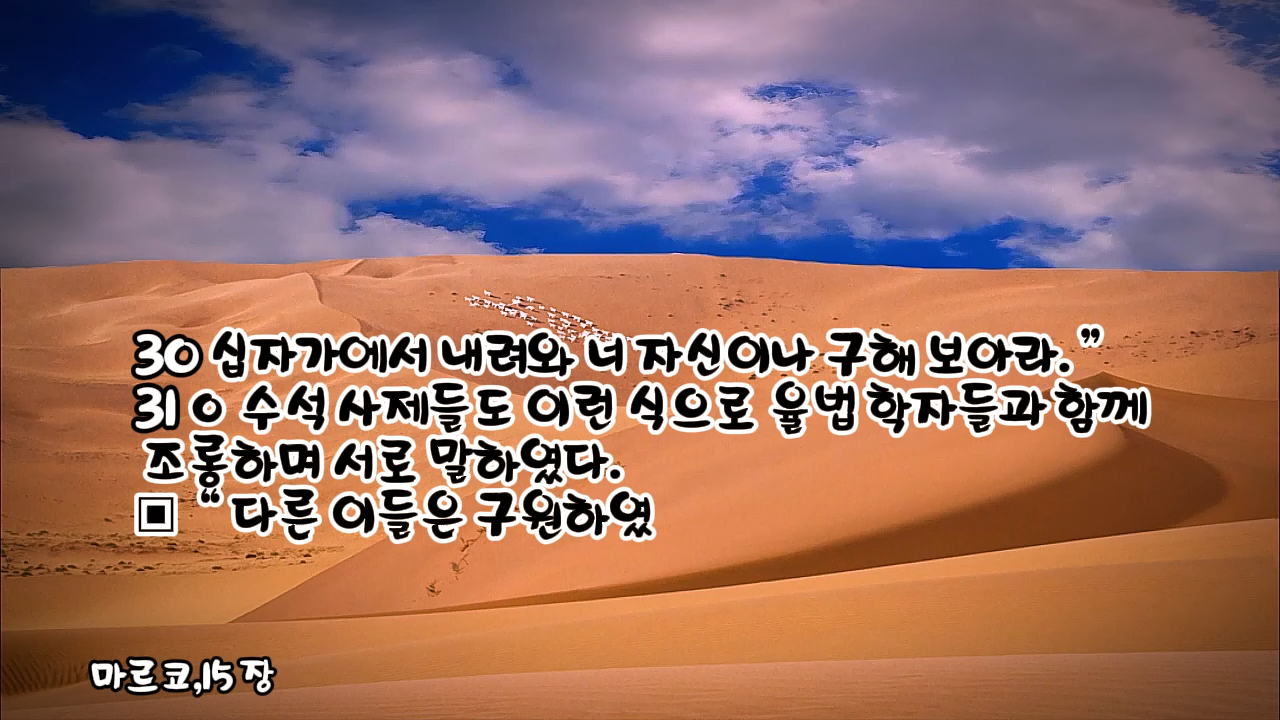 30 십자가에서 내려와 너 자신이나 구해 보아라.”
31 ㅇ 수석 사제들도 이런 식으로 율법 학자들과 함께
조롱하며 서로 말하였다.
▣ “다른 이들은 구원하였
마르코,15장